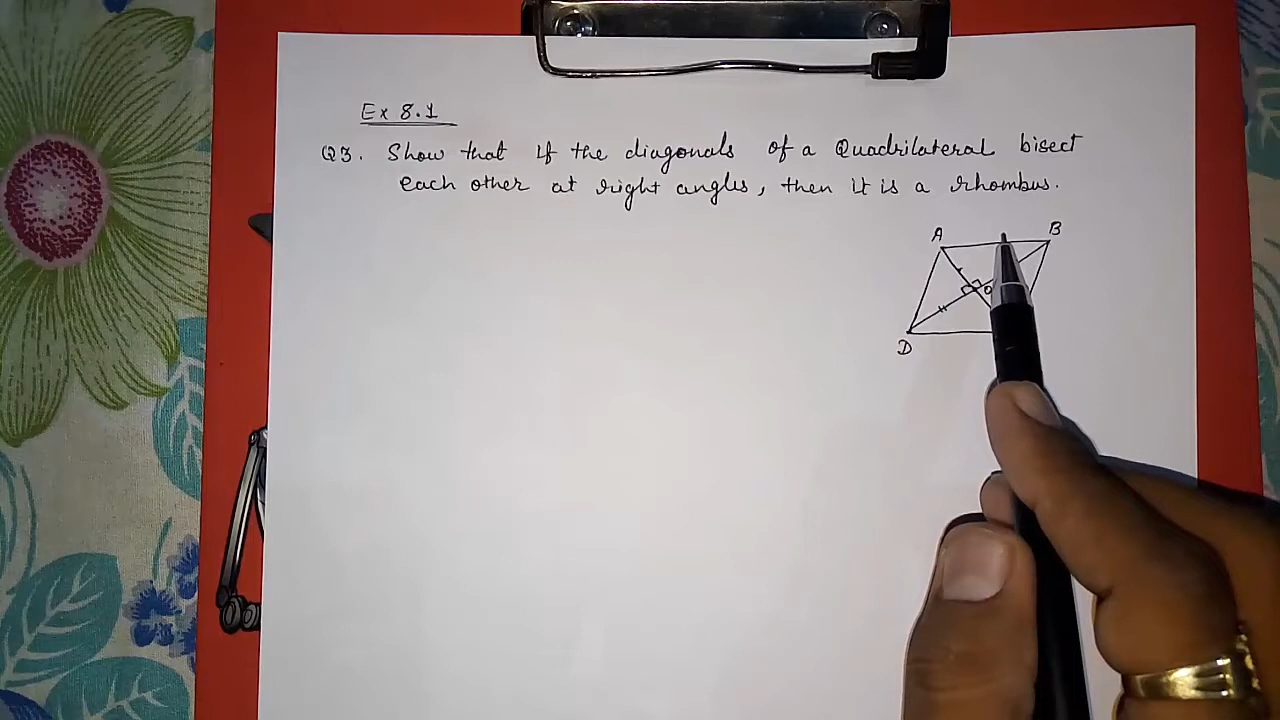 Ex 8.1
Q3. Show that if the diagonals of a Quadrilateral bisect
each other at right angles, then it is a rhombus.
A B
O
D